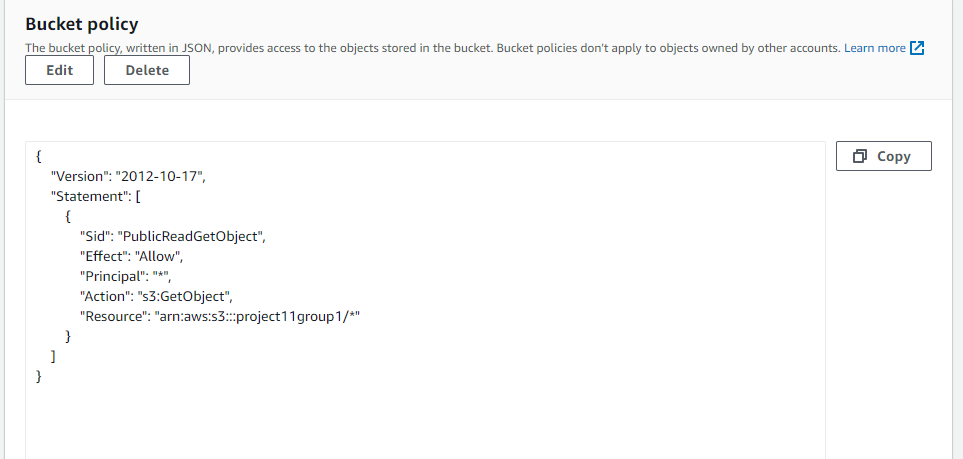 Bucket policy
The bucket policy, written in JSON, provides access to the objects stored in the bucket. Bucket policies don't apply to objects owned by other accounts. Learn more
Edit Delete
Copy
{
"Version": "2012-10-17",
"Statement": [
{
"Sid": "PublicReadGetObject",
"Effect": "Allow",
"Principal": "*",
"Action": "s3:GetObject",
"Resource": "arn:aws:s3:::project11group1/*"
}
]
}